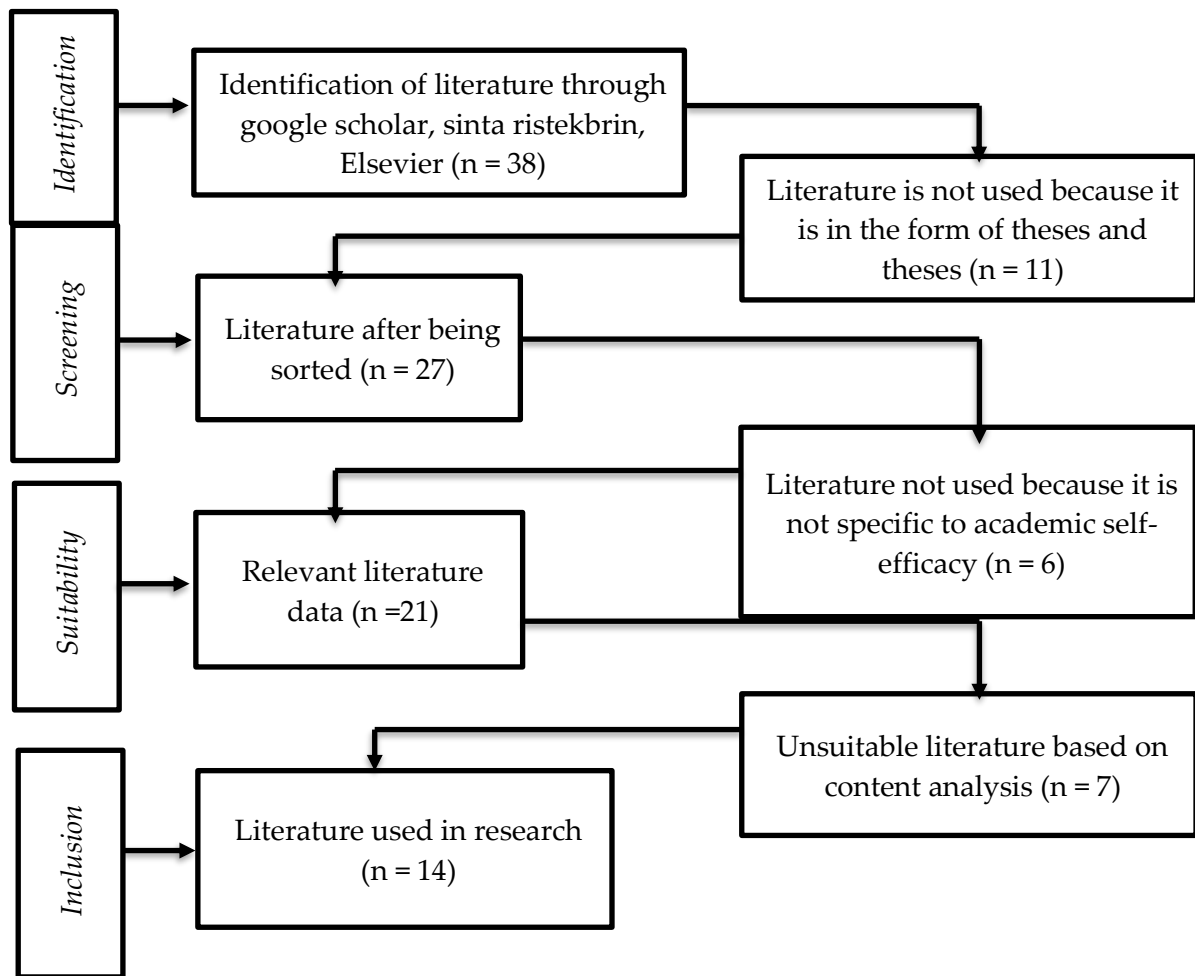 Identification
Identification of literature through
google scholar, sinta ristekbrin,
Elsevier (n = 38)
Literature is not used because it
is in the form of theses and
theses (n = 11)
Screening
Literature after being
sorted (n = 27)
Literature not used because it is
not specific to academic self-
efficacy (n = 6)
Suitability
Relevant literature
data (n =21)
Unsuitable literature based on
content analysis (n = 7)
Inclusion
Literature used in research
(n = 14)